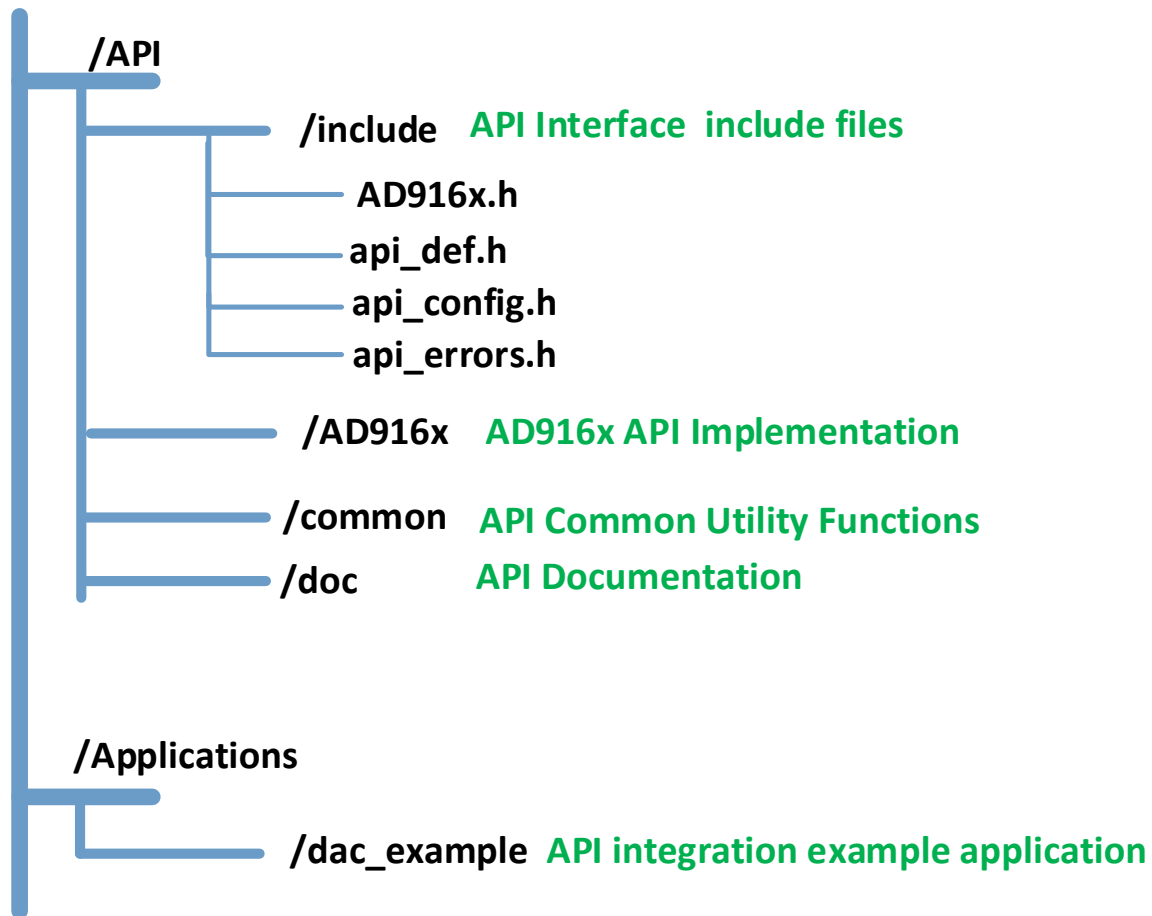 /API
/include API Interface include files
AD916x.h
api_def.h
api_config.h
api_errors.h
/AD916x AD916x API Implementation
/common API Common Utility Functions
/doc API Documentation
/Applications
/dac_example API integration example application